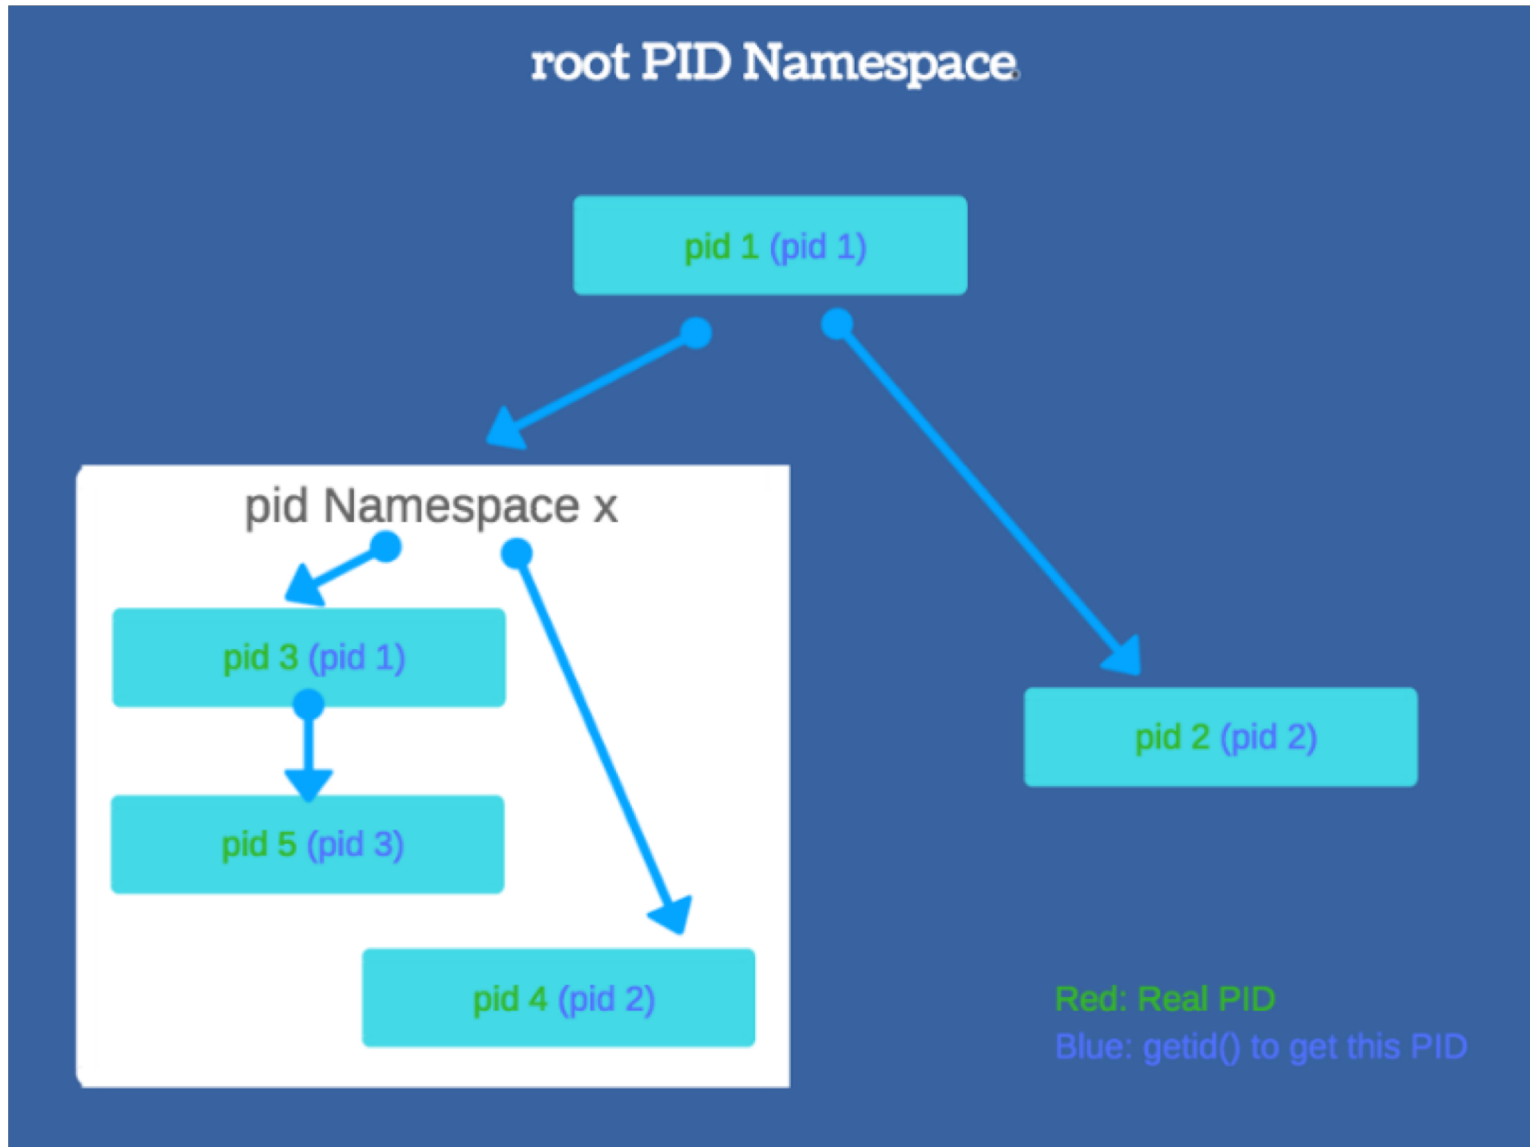 root PID Namespace
pid 1 (pid 1)
pid Namespace x
pid 3 (pid 1)
pid 5 (pid 3)
pid 4 (pid 2)
pid 2 (pid 2)
Red: Real PID
Blue: getid() to get this PID